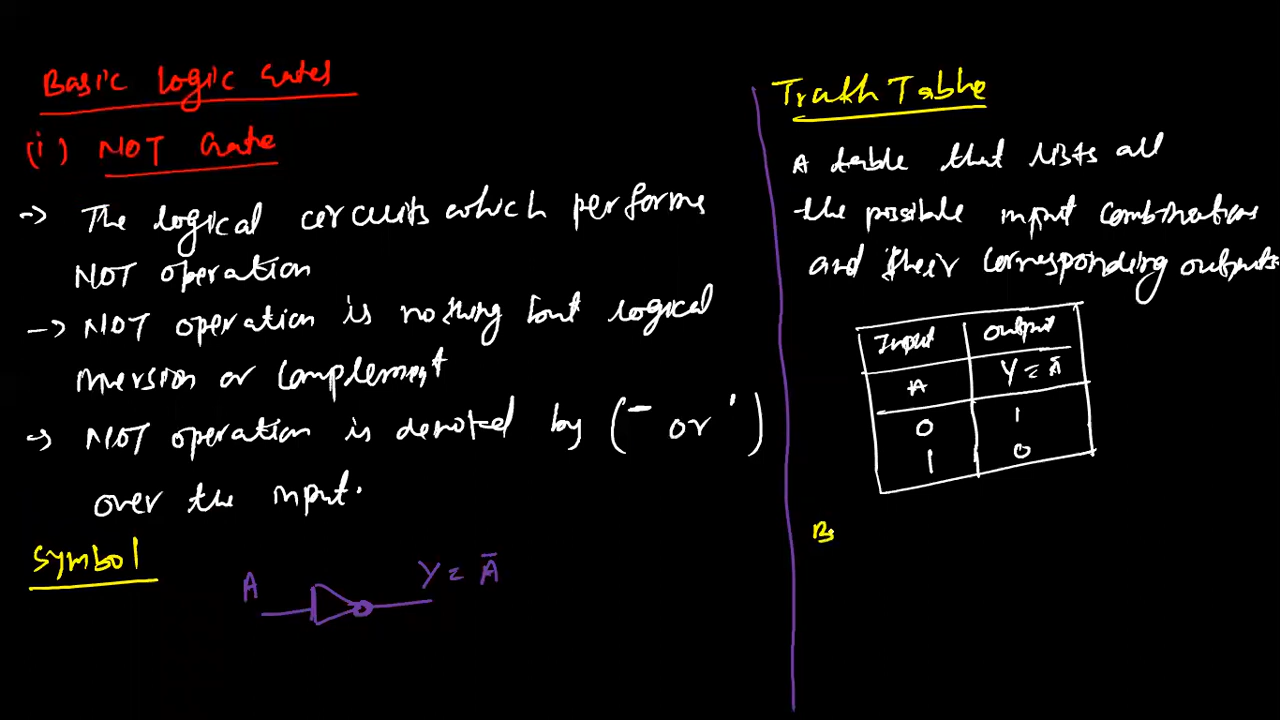 Basic Logic Gates
(i) NOT Gate
-> The logical circuits which performs
NOT operation
-> NOT operation is nothing but logical
inversion or complement
-> NOT operation is denoted by (‾ or ')
over the input.
Symbol
A Y = Ā
Truth Table
A table that lists all
the possible input combinations
and their corresponding outputs
Input Output
A Y = Ā
0 1
1 0
B